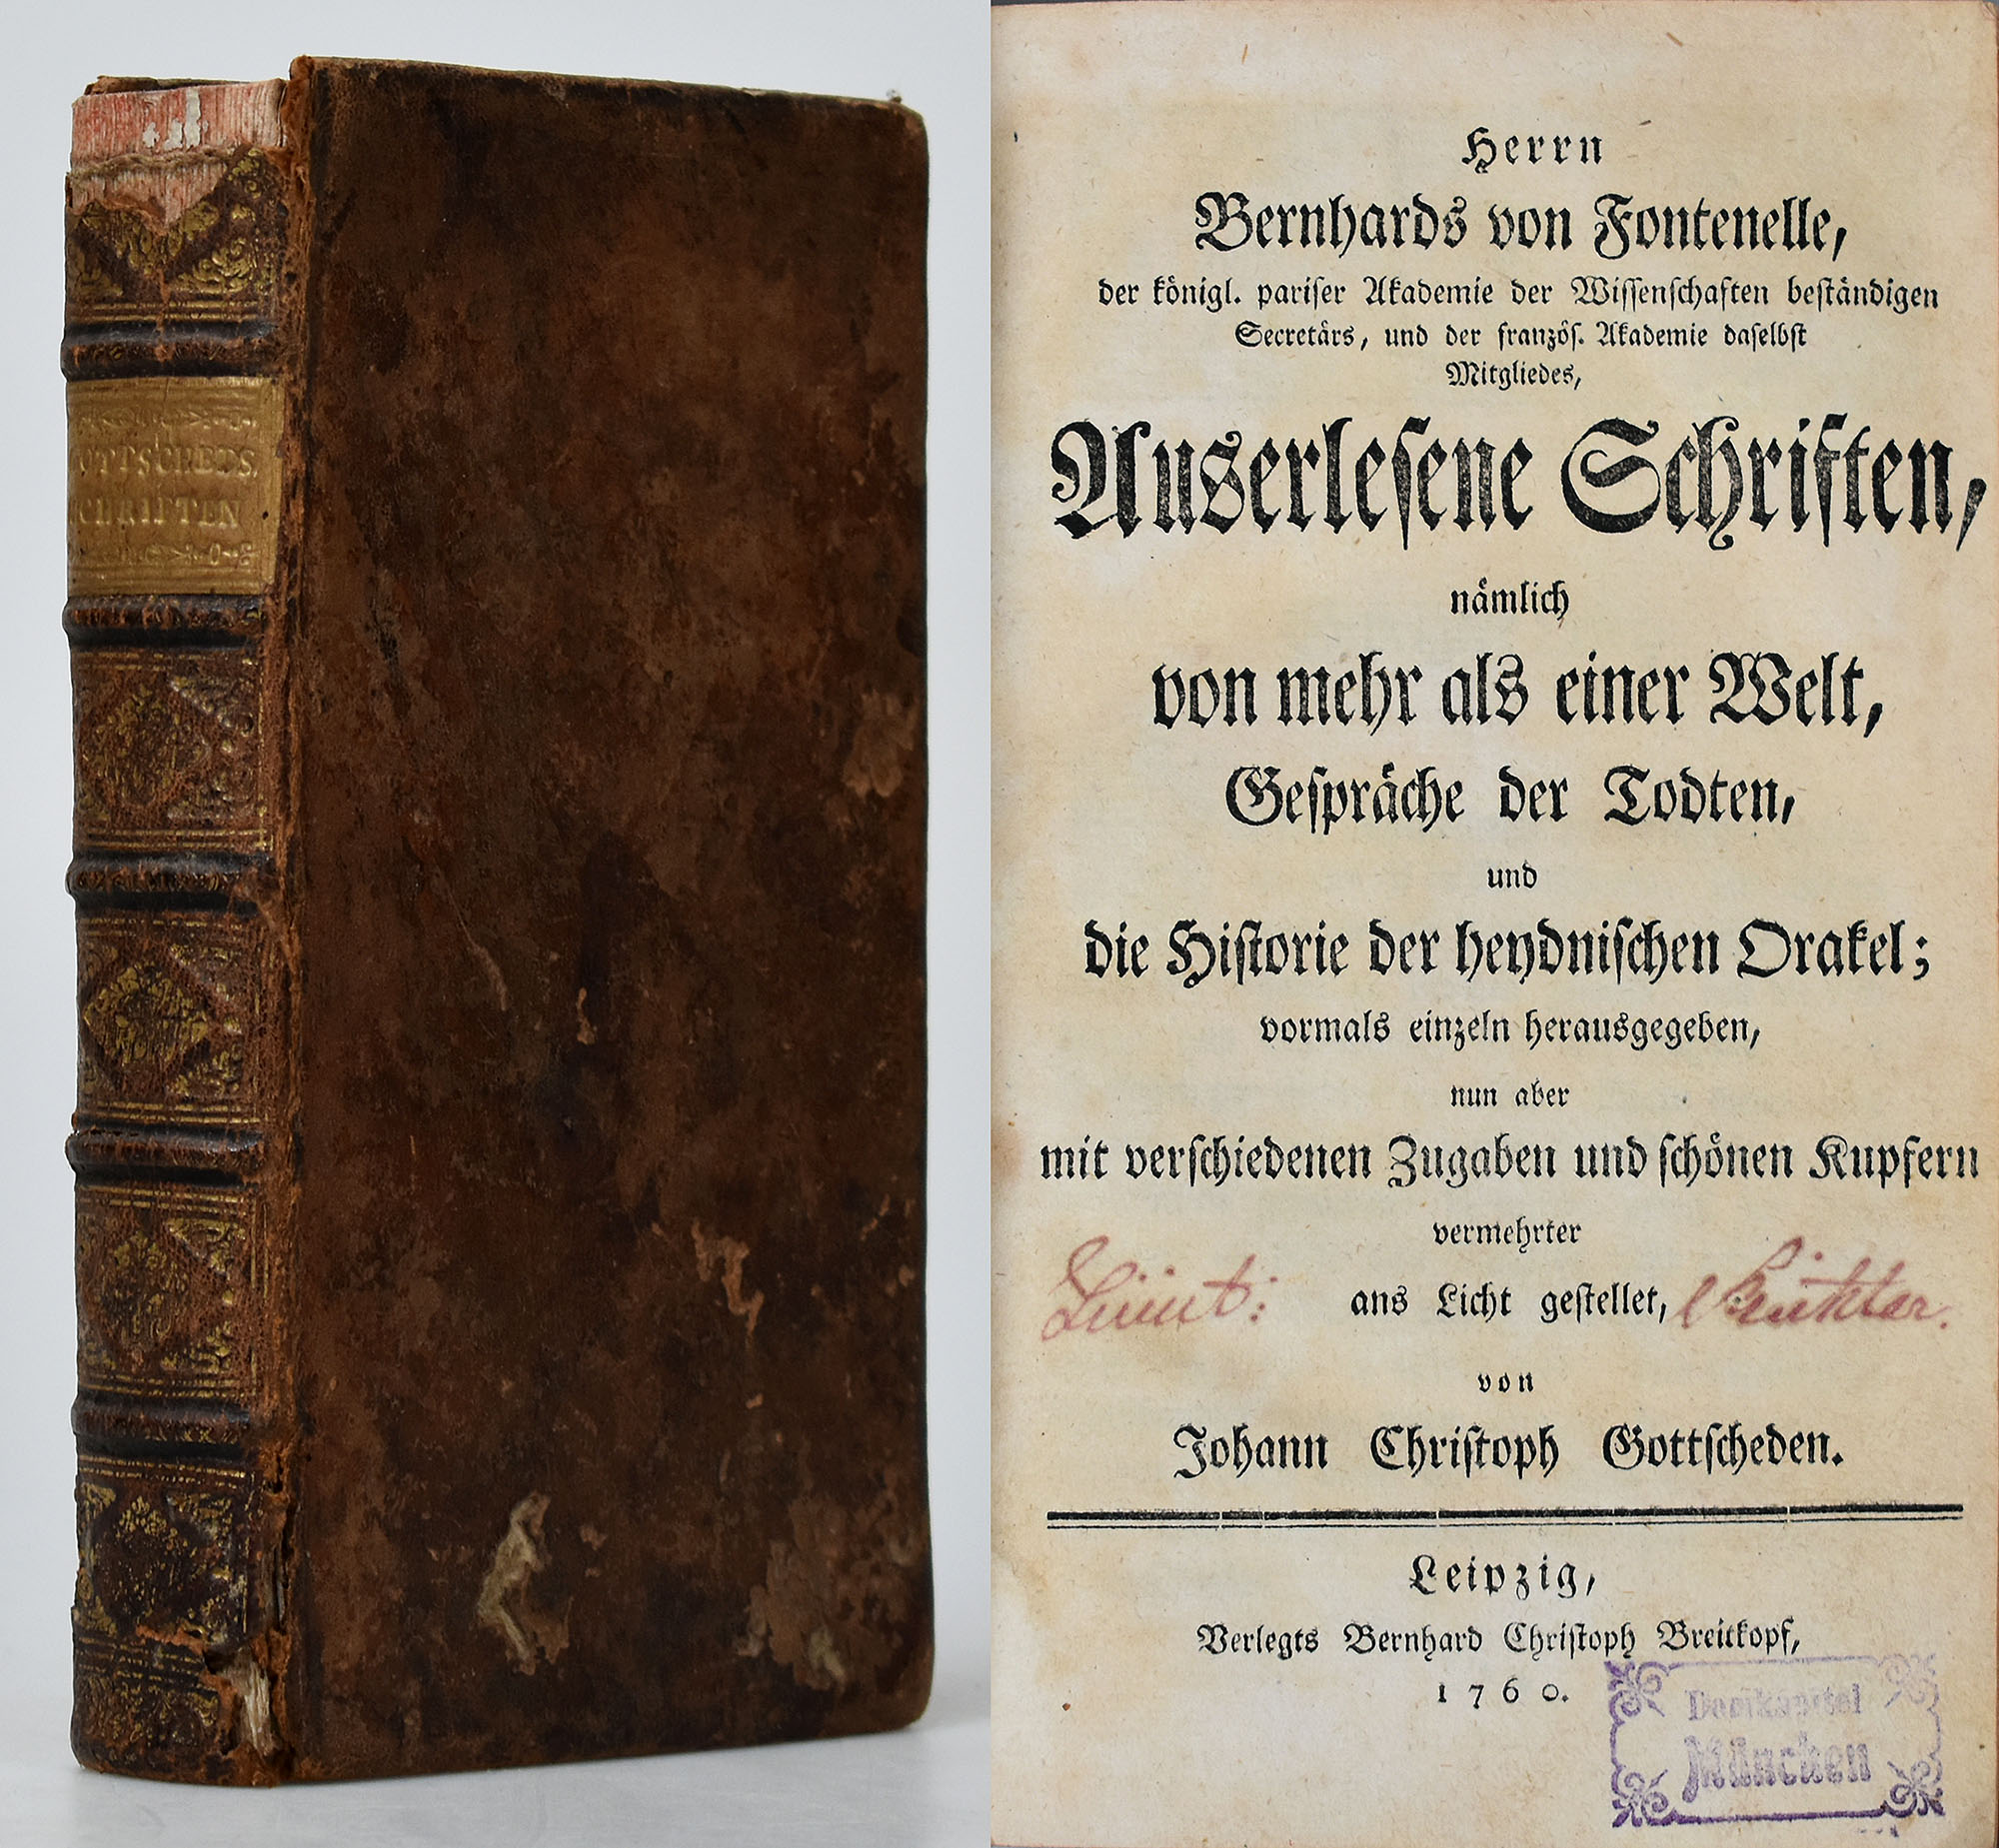 OTTSCHEDS
CHRIFTEN
Herrn
Bernhards von Fontenelle,
der königl. pariser Akademie der Wissenschaften beständigen
Secretärs, und der französ. Akademie daselbst
Mitgliedes,
Auserlesene Schriften,
nämlich
von mehr als einer Welt,
Gespräche der Todten,
und
die Historie der heydnischen Orakel;
vormals einzeln herausgegeben,
nun aber
mit verschiedenen Zugaben und schönen Kupfern
vermehrter
ans Licht gestellet,
von
Johann Christoph Gottscheden.
Leipzig,
Verlegts Bernhard Christoph Breitkopf,
1760.
Domkapitel
München